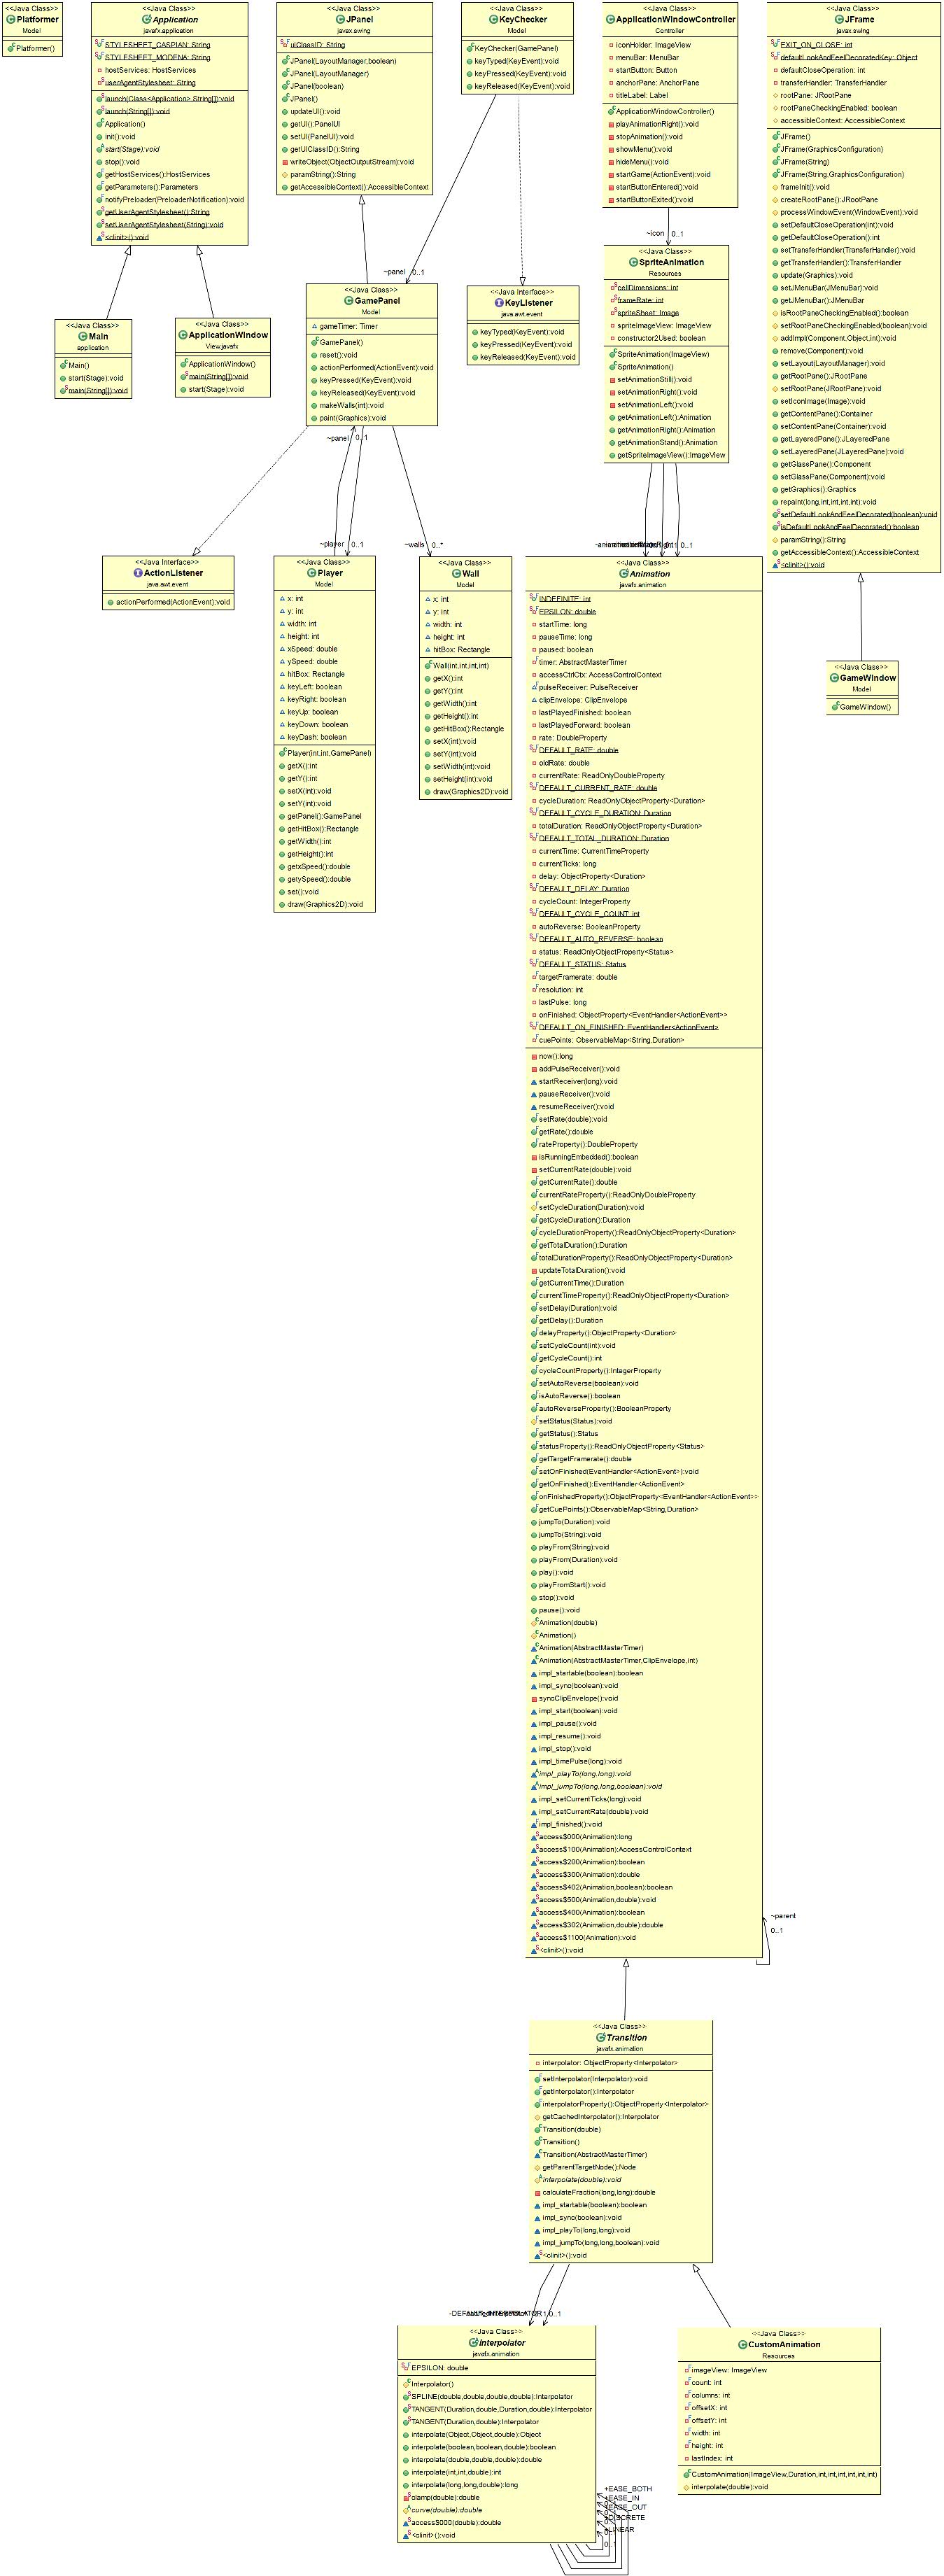 <<Java Class>>
Platformer
Model
Platformer()
<<Java Class>>
Application
javafx.application
STYLESHEET_CASPIAN: String
STYLESHEET_MODENA: String
hostServices: HostServices
userAgentStylesheet: String
launch(Class<Application>,String[]):void
launch(String[]):void
Application()
init():void
start(Stage):void
stop():void
getHostServices():HostServices
getParameters():Parameters
notifyPreloader(PreloaderNotification):void
getUserAgentStylesheet():String
setUserAgentStylesheet(String):void
<clinit>():void
<<Java Class>>
JPanel
javax.swing
uiClassID: String
JPanel(LayoutManager,boolean)
JPanel(LayoutManager)
JPanel(boolean)
JPanel()
updateUI():void
getUI():PanelUI
setUI(PanelUI):void
getUIClassID():String
writeObject(ObjectOutputStream):void
paramString():String
getAccessibleContext():AccessibleContext
<<Java Class>>
KeyChecker
Model
KeyChecker(GamePanel)
keyTyped(KeyEvent):void
keyPressed(KeyEvent):void
keyReleased(KeyEvent):void
<<Java Class>>
ApplicationWindowController
Controller
iconHolder: ImageView
menuBar: MenuBar
startButton: Button
anchorPane: AnchorPane
titleLabel: Label
ApplicationWindowController()
playAnimationRight():void
stopAnimation():void
showMenu():void
hideMenu():void
startGame(ActionEvent):void
startButtonEntered():void
startButtonExited():void
<<Java Class>>
JFrame
javax.swing
EXIT_ON_CLOSE: int
defaultLookAndFeelDecoratedKey: Object
defaultCloseOperation: int
transferHandler: TransferHandler
rootPane: JRootPane
rootPaneCheckingEnabled: boolean
accessibleContext: AccessibleContext
JFrame()
JFrame(GraphicsConfiguration)
JFrame(String)
JFrame(String,GraphicsConfiguration)
frameInit():void
createRootPane():JRootPane
processWindowEvent(WindowEvent):void
setDefaultCloseOperation(int):void
getDefaultCloseOperation():int
setTransferHandler(TransferHandler):void
getTransferHandler():TransferHandler
update(Graphics):void
setJMenuBar(JMenuBar):void
getJMenuBar():JMenuBar
isRootPaneCheckingEnabled():boolean
setRootPaneCheckingEnabled(boolean):void
addImpl(Component,Object,int):void
remove(Component):void
setLayout(LayoutManager):void
getRootPane():JRootPane
setRootPane(JRootPane):void
setIconImage(Image):void
getContentPane():Container
setContentPane(Container):void
getLayeredPane():JLayeredPane
setLayeredPane(JLayeredPane):void
getGlassPane():Component
setGlassPane(Component):void
getGraphics():Graphics
repaint(long,int,int,int,int):void
setDefaultLookAndFeelDecorated(boolean):void
isDefaultLookAndFeelDecorated():boolean
paramString():String
getAccessibleContext():AccessibleContext
<clinit>():void
~icon 0..1
~panel 0..1
<<Java Class>>
SpriteAnimation
Resources
cellDimensions: int
frameRate: int
spriteSheet: Image
spriteImageView: ImageView
constructor2Used: boolean
SpriteAnimation(ImageView)
SpriteAnimation()
setAnimationStill():void
setAnimationRight():void
setAnimationLeft():void
getAnimationLeft():Animation
getAnimationRight():Animation
getAnimationStand():Animation
getSpriteImageView():ImageView
<<Java Class>>
GamePanel
Model
gameTimer: Timer
GamePanel()
reset():void
actionPerformed(ActionEvent):void
keyPressed(KeyEvent):void
keyReleased(KeyEvent):void
makeWalls(int):void
paint(Graphics):void
<<Java Interface>>
KeyListener
java.awt.event
keyTyped(KeyEvent):void
keyPressed(KeyEvent):void
keyReleased(KeyEvent):void
<<Java Class>>
Main
application
Main()
start(Stage):void
main(String[]):void
<<Java Class>>
ApplicationWindow
View.javafx
ApplicationWindow()
main(String[]):void
start(Stage):void
~panel 0..1
~player 0..1
~walls 0..*
0..1
<<Java Interface>>
ActionListener
java.awt.event
actionPerformed(ActionEvent):void
<<Java Class>>
Player
Model
x: int
y: int
width: int
height: int
xSpeed: double
ySpeed: double
hitBox: Rectangle
keyLeft: boolean
keyRight: boolean
keyUp: boolean
keyDown: boolean
keyDash: boolean
Player(int,int,GamePanel)
getX():int
getY():int
setX(int):void
setY(int):void
getPanel():GamePanel
getHitBox():Rectangle
getWidth():int
getHeight():int
getxSpeed():double
getySpeed():double
set():void
draw(Graphics2D):void
<<Java Class>>
Wall
Model
x: int
y: int
width: int
height: int
hitBox: Rectangle
Wall(int,int,int,int)
getX():int
getY():int
getWidth():int
getHeight():int
getHitBox():Rectangle
setX(int):void
setY(int):void
setWidth(int):void
setHeight(int):void
draw(Graphics2D):void
<<Java Class>>
Animation
javafx.animation
INDEFINITE: int
EPSILON: double
startTime: long
pauseTime: long
paused: boolean
timer: AbstractMasterTimer
accessCtrlCtx: AccessControlContext
pulseReceiver: PulseReceiver
clipEnvelope: ClipEnvelope
lastPlayedFinished: boolean
lastPlayedForward: boolean
rate: DoubleProperty
DEFAULT_RATE: double
oldRate: double
currentRate: ReadOnlyDoubleProperty
DEFAULT_CURRENT_RATE: double
cycleDuration: ReadOnlyObjectProperty<Duration>
DEFAULT_CYCLE_DURATION: Duration
totalDuration: ReadOnlyObjectProperty<Duration>
DEFAULT_TOTAL_DURATION: Duration
currentTime: CurrentTimeProperty
currentTicks: long
delay: ObjectProperty<Duration>
DEFAULT_DELAY: Duration
cycleCount: IntegerProperty
DEFAULT_CYCLE_COUNT: int
autoReverse: BooleanProperty
DEFAULT_AUTO_REVERSE: boolean
status: ReadOnlyObjectProperty<Status>
DEFAULT_STATUS: Status
targetFramerate: double
resolution: int
lastPulse: long
onFinished: ObjectProperty<EventHandler<ActionEvent>>
DEFAULT_ON_FINISHED: EventHandler<ActionEvent>
cuePoints: ObservableMap<String,Duration>
now():long
addPulseReceiver():void
startReceiver(long):void
pauseReceiver():void
resumeReceiver():void
setRate(double):void
getRate():double
rateProperty():DoubleProperty
isRunningEmbedded():boolean
setCurrentRate(double):void
getCurrentRate():double
currentRateProperty():ReadOnlyDoubleProperty
setCycleDuration(Duration):void
getCycleDuration():Duration
cycleDurationProperty():ReadOnlyObjectProperty<Duration>
getTotalDuration():Duration
totalDurationProperty():ReadOnlyObjectProperty<Duration>
updateTotalDuration():void
getCurrentTime():Duration
currentTimeProperty():ReadOnlyObjectProperty<Duration>
setDelay(Duration):void
getDelay():Duration
delayProperty():ObjectProperty<Duration>
setCycleCount(int):void
getCycleCount():int
cycleCountProperty():IntegerProperty
setAutoReverse(boolean):void
isAutoReverse():boolean
autoReverseProperty():BooleanProperty
setStatus(Status):void
getStatus():Status
statusProperty():ReadOnlyObjectProperty<Status>
getTargetFramerate():double
setOnFinished(EventHandler<ActionEvent>):void
getOnFinished():EventHandler<ActionEvent>
onFinishedProperty():ObjectProperty<EventHandler<ActionEvent>>
getCuePoints():ObservableMap<String,Duration>
jumpTo(Duration):void
jumpTo(String):void
playFrom(String):void
playFrom(Duration):void
play():void
playFromStart():void
stop():void
pause():void
Animation(double)
Animation()
Animation(AbstractMasterTimer)
Animation(AbstractMasterTimer,ClipEnvelope,int)
impl_startable(boolean):boolean
impl_sync(boolean):void
syncClipEnvelope():void
impl_start(boolean):void
impl_pause():void
impl_resume():void
impl_stop():void
impl_timePulse(long):void
impl_playTo(long,long):void
impl_jumpTo(long,long,boolean):void
impl_setCurrentTicks(long):void
impl_setCurrentRate(double):void
impl_finished():void
access$000(Animation):long
access$100(Animation):AccessControlContext
access$200(Animation):boolean
access$300(Animation):double
access$402(Animation,boolean):boolean
access$500(Animation,double):void
access$400(Animation):boolean
access$302(Animation,double):double
access$1100(Animation):void
<clinit>():void
~parent
0..1
<<Java Class>>
GameWindow
Model
GameWindow()
<<Java Class>>
Transition
javafx.animation
interpolator: ObjectProperty<Interpolator>
setInterpolator(Interpolator):void
getInterpolator():Interpolator
interpolatorProperty():ObjectProperty<Interpolator>
getCachedInterpolator():Interpolator
Transition(double)
Transition()
Transition(AbstractMasterTimer)
getParentTargetNode():Node
interpolate(double):void
calculateFraction(long,long):double
impl_startable(boolean):boolean
impl_sync(boolean):void
impl_playTo(long,long):void
impl_jumpTo(long,long,boolean):void
<clinit>():void
0..1
<<Java Class>>
Interpolator
javafx.animation
EPSILON: double
Interpolator()
SPLINE(double,double,double,double):Interpolator
TANGENT(Duration,double,Duration,double):Interpolator
TANGENT(Duration,double):Interpolator
interpolate(Object,Object,double):Object
interpolate(boolean,boolean,double):boolean
interpolate(double,double,double):double
interpolate(int,int,double):int
interpolate(long,long,double):long
clamp(double):double
curve(double):double
access$000(double):double
<clinit>():void
+EASE_BOTH
+EASE_IN
+EASE_OUT
+DISCRETE
+LINEAR
0..1
<<Java Class>>
CustomAnimation
Resources
imageView: ImageView
count: int
columns: int
offsetX: int
offsetY: int
width: int
height: int
lastIndex: int
CustomAnimation(ImageView,Duration,int,int,int,int,int,int)
interpolate(double):void